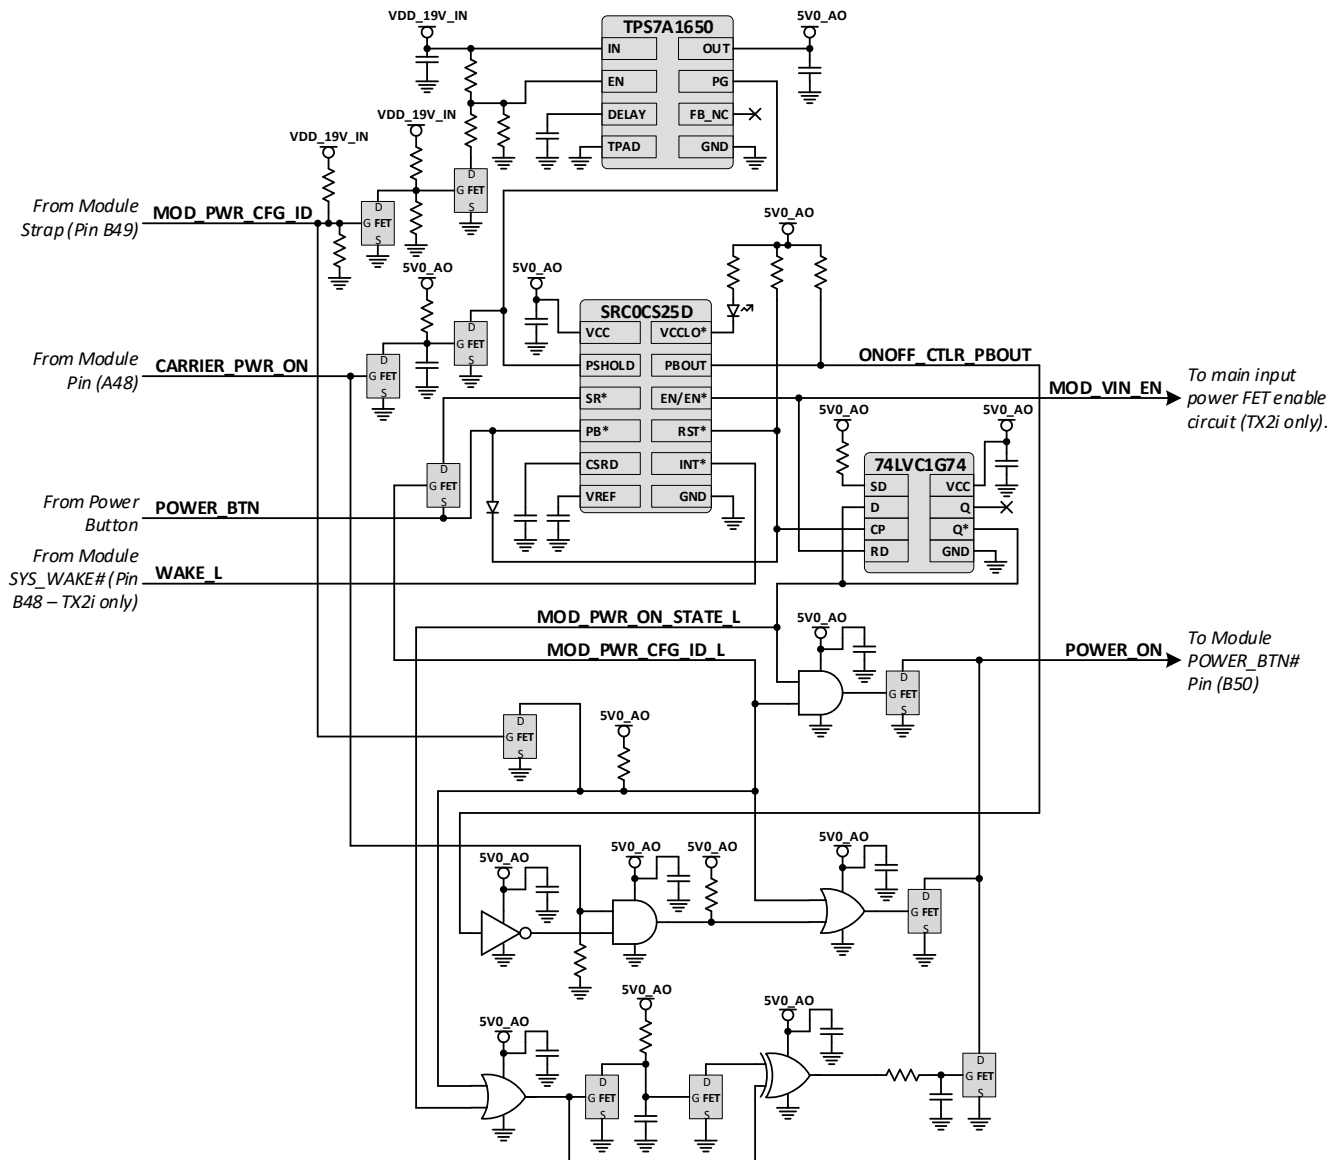 VDD_19V_IN
TPS7A1650
5V0_AO
IN
OUT
EN
PG
DELAY
FB_NC
TPAD
GND
VDD_19V_IN
VDD_19V_IN
D
G FET
S
From Module
Strap (Pin B49)
MOD_PWR_CFG_ID
D
G FET
S
5V0_AO
5V0_AO
5V0_AO
SRC0CS25D
VCC
VCCLO*
PSHOLD
PBOUT
SR*
EN/EN*
PB*
RST*
CSRD
INT*
VREF
GND
D
G FET
S
From Module
Pin (A48)
CARRIER_PWR_ON
D
G FET
S
ONOFF_CTLR_PBOUT
MOD_VIN_EN
To main input
power FET enable
circuit (TX2i only).
5V0_AO
5V0_AO
74LVC1G74
SD
VCC
D
Q
CP
Q*
RD
GND
D
G FET
S
From Power
Button
POWER_BTN
From Module
SYS_WAKE# (Pin
B48 – TX2i only)
WAKE_L
MOD_PWR_ON_STATE_L
MOD_PWR_CFG_ID_L
5V0_AO
D
G FET
S
POWER_ON
To Module
POWER_BTN#
Pin (B50)
D
G FET
S
5V0_AO
5V0_AO
5V0_AO
5V0_AO
5V0_AO
D
G FET
S
5V0_AO
5V0_AO
5V0_AO
D
G FET
S
D
G FET
S
D
G FET
S